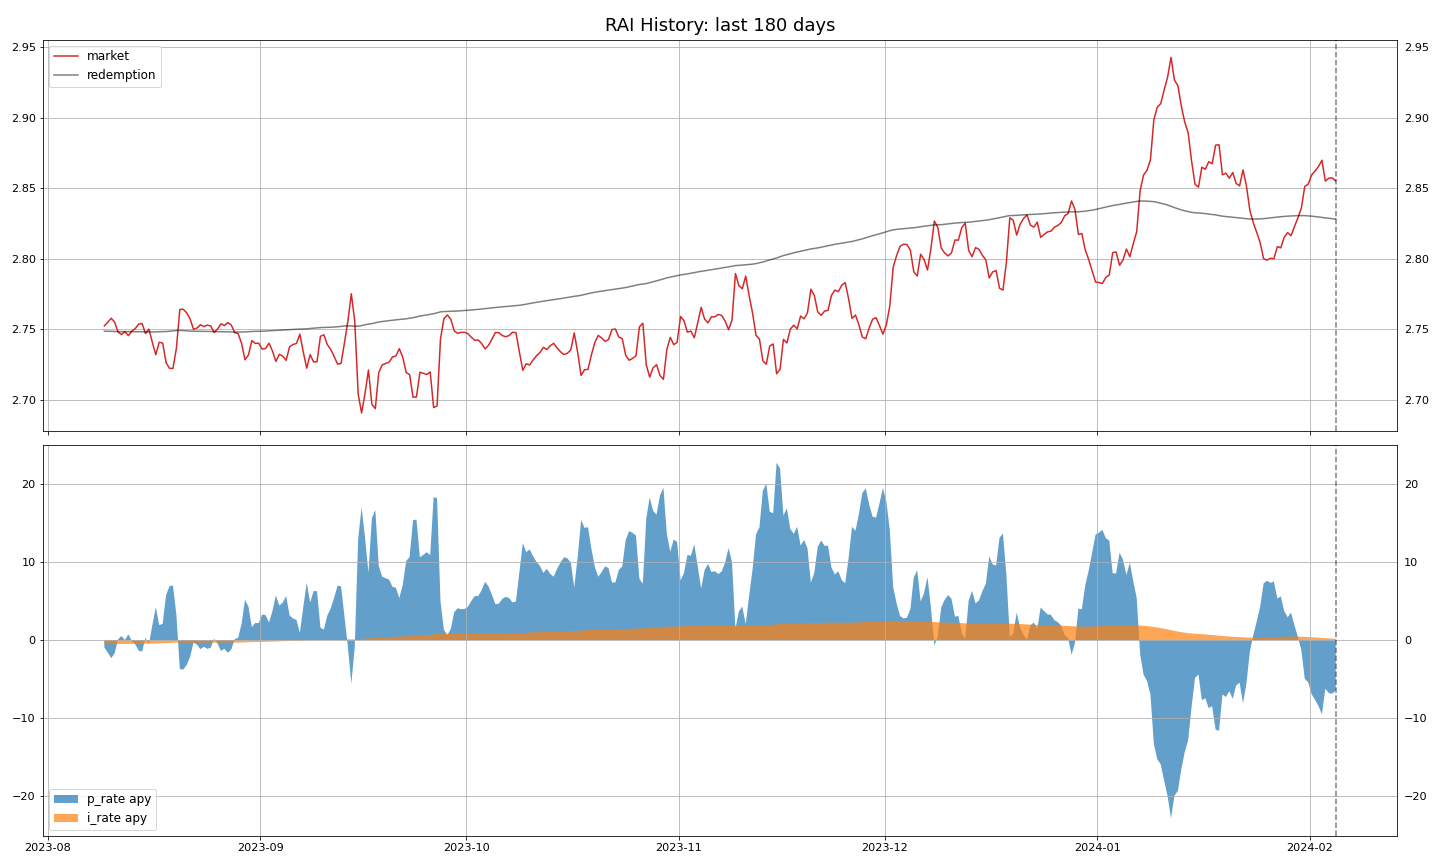 RAI History: last 180 days
market
redemption
2.95 2.95
2.90 2.90
2.85 2.85
2.80 2.80
2.75 2.75
2.70 2.70
20 20
10 10
0 0
−10 −10
−20 −20
p_rate apy
i_rate apy
2023-08 2023-09 2023-10 2023-11 2023-12 2024-01 2024-02